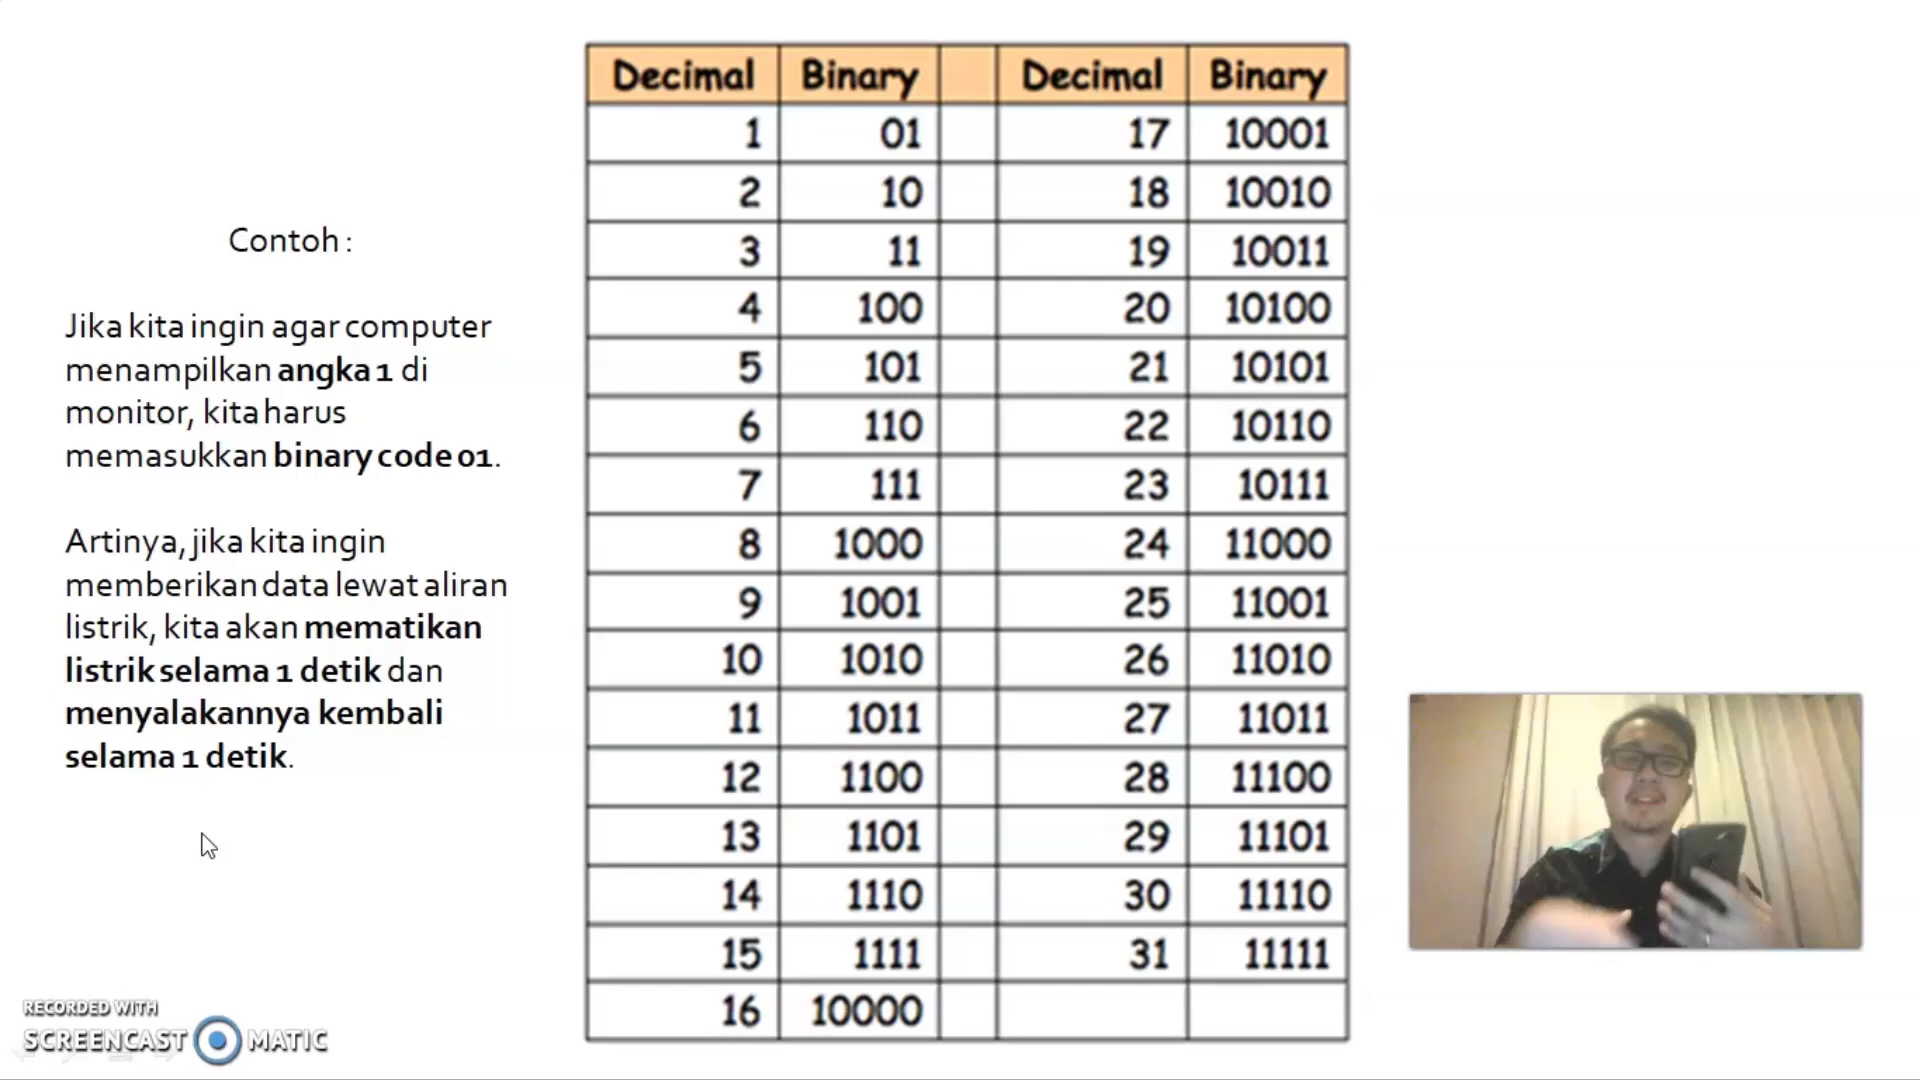 Contoh :
Jika kita ingin agar computer
menampilkan angka 1 di
monitor, kita harus
memasukkan binary code 01.
Artinya, jika kita ingin
memberikan data lewat aliran
listrik, kita akan mematikan
listrik selama 1 detik dan
menyalakannya kembali
selama 1 detik.
Decimal Binary Decimal Binary
1 01 17 10001
2 10 18 10010
3 11 19 10011
4 100 20 10100
5 101 21 10101
6 110 22 10110
7 111 23 10111
8 1000 24 11000
9 1001 25 11001
10 1010 26 11010
11 1011 27 11011
12 1100 28 11100
13 1101 29 11101
14 1110 30 11110
15 1111 31 11111
16 10000
RECORDED WITH
SCREENCAST MATIC